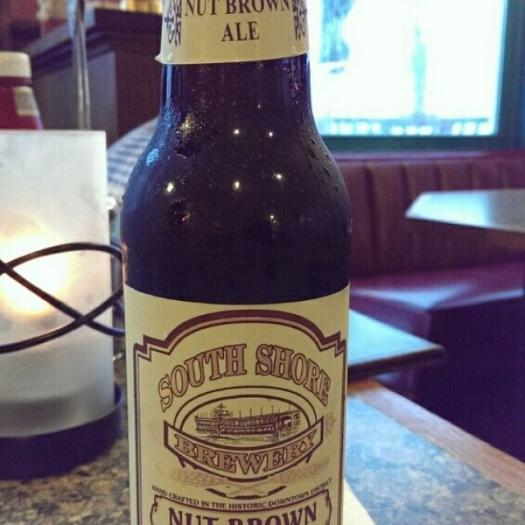 NUT BROWN
ALE
SOUTH SHORE
BREWERY
HAND CRAFTED IN THE HISTORIC DOWNTOWN DISTRICT
NUT BROWN